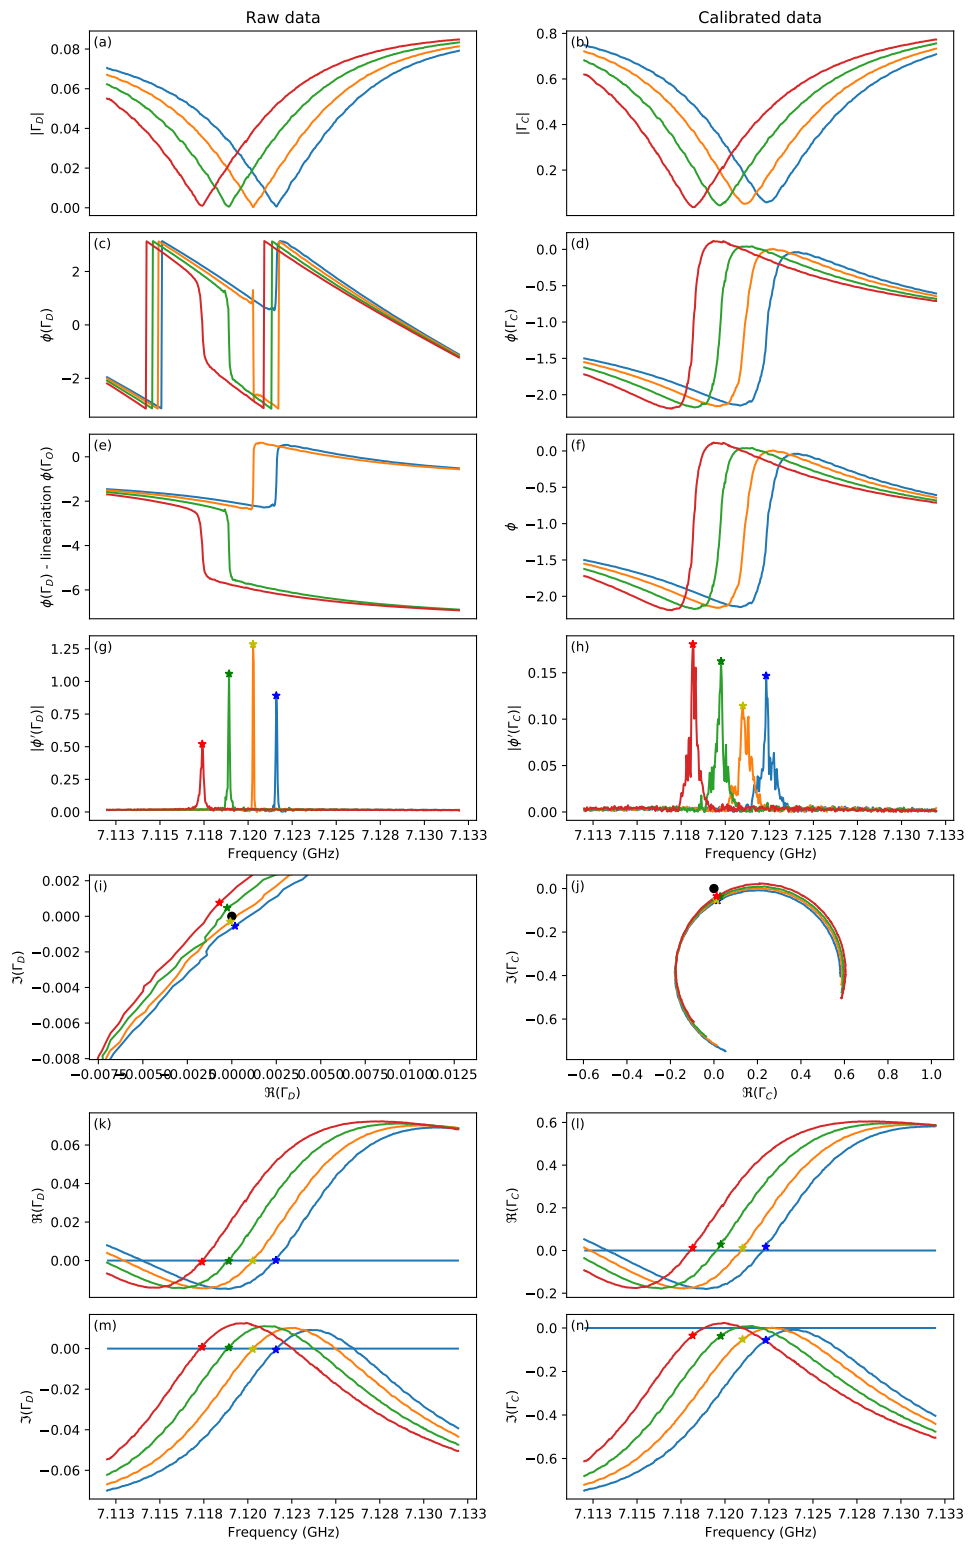 Raw data
Calibrated data
(a)
0.08
0.06
0.04
0.02
0.00
|Γ_D|
(b)
0.8
0.6
0.4
0.2
|Γ_C|
(c)
2
0
−2
ϕ(Γ_D)
(d)
0.0
−0.5
−1.0
−1.5
−2.0
ϕ(Γ_C)
(e)
0
−2
−4
−6
ϕ(Γ_D) - lineariation ϕ(Γ_O)
(f)
0.0
−0.5
−1.0
−1.5
−2.0
ϕ
(g)
1.25
1.00
0.75
0.50
0.25
0.00
|ϕ′(Γ_D)|
7.113 7.115 7.118 7.120 7.123 7.125 7.128 7.130 7.133
Frequency (GHz)
(h)
0.15
0.10
0.05
0.00
|ϕ′(Γ_C)|
7.113 7.115 7.118 7.120 7.123 7.125 7.128 7.130 7.133
Frequency (GHz)
(i)
0.002
0.000
−0.002
−0.004
−0.006
−0.008
ℑ(Γ_D)
−0.0075 −0.0050 −0.0025 0.0000 0.0025 0.0050 0.0075 0.0100 0.0125
ℜ(Γ_D)
(j)
0.0
−0.2
−0.4
−0.6
ℑ(Γ_C)
−0.6 −0.4 −0.2 0.0 0.2 0.4 0.6 0.8 1.0
ℜ(Γ_C)
(k)
0.06
0.04
0.02
0.00
ℜ(Γ_D)
(l)
0.6
0.4
0.2
0.0
−0.2
ℜ(Γ_C)
(m)
0.00
−0.02
−0.04
−0.06
ℑ(Γ_D)
7.113 7.115 7.118 7.120 7.123 7.125 7.128 7.130 7.133
Frequency (GHz)
(n)
0.0
−0.2
−0.4
−0.6
ℑ(Γ_C)
7.113 7.115 7.118 7.120 7.123 7.125 7.128 7.130 7.133
Frequency (GHz)